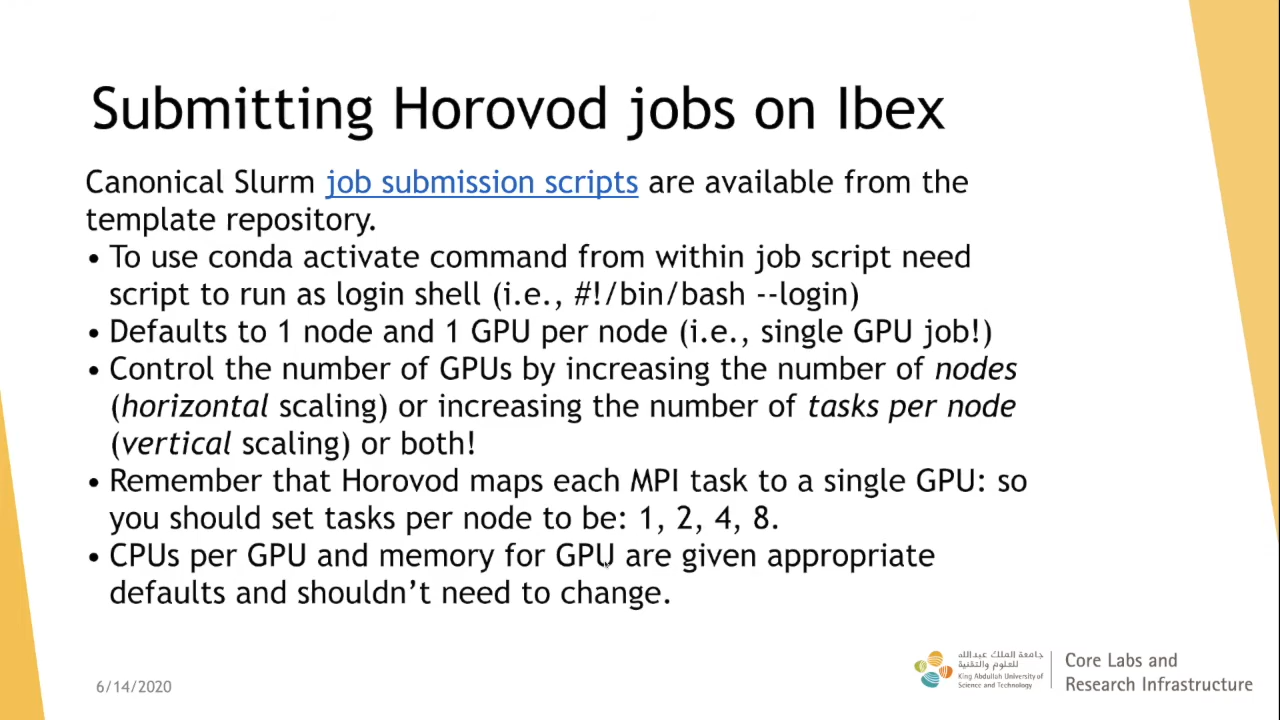 Submitting Horovod jobs on Ibex
Canonical Slurm job submission scripts are available from the
template repository.
• To use conda activate command from within job script need
script to run as login shell (i.e., #!/bin/bash --login)
• Defaults to 1 node and 1 GPU per node (i.e., single GPU job!)
• Control the number of GPUs by increasing the number of nodes
(horizontal scaling) or increasing the number of tasks per node
(vertical scaling) or both!
• Remember that Horovod maps each MPI task to a single GPU: so
you should set tasks per node to be: 1, 2, 4, 8.
• CPUs per GPU and memory for GPU are given appropriate
defaults and shouldn’t need to change.
6/14/2020
جامعة الملك عبدالله
للعلوم والتقنية
King Abdullah University of
Science and Technology
Core Labs and
Research Infrastructure